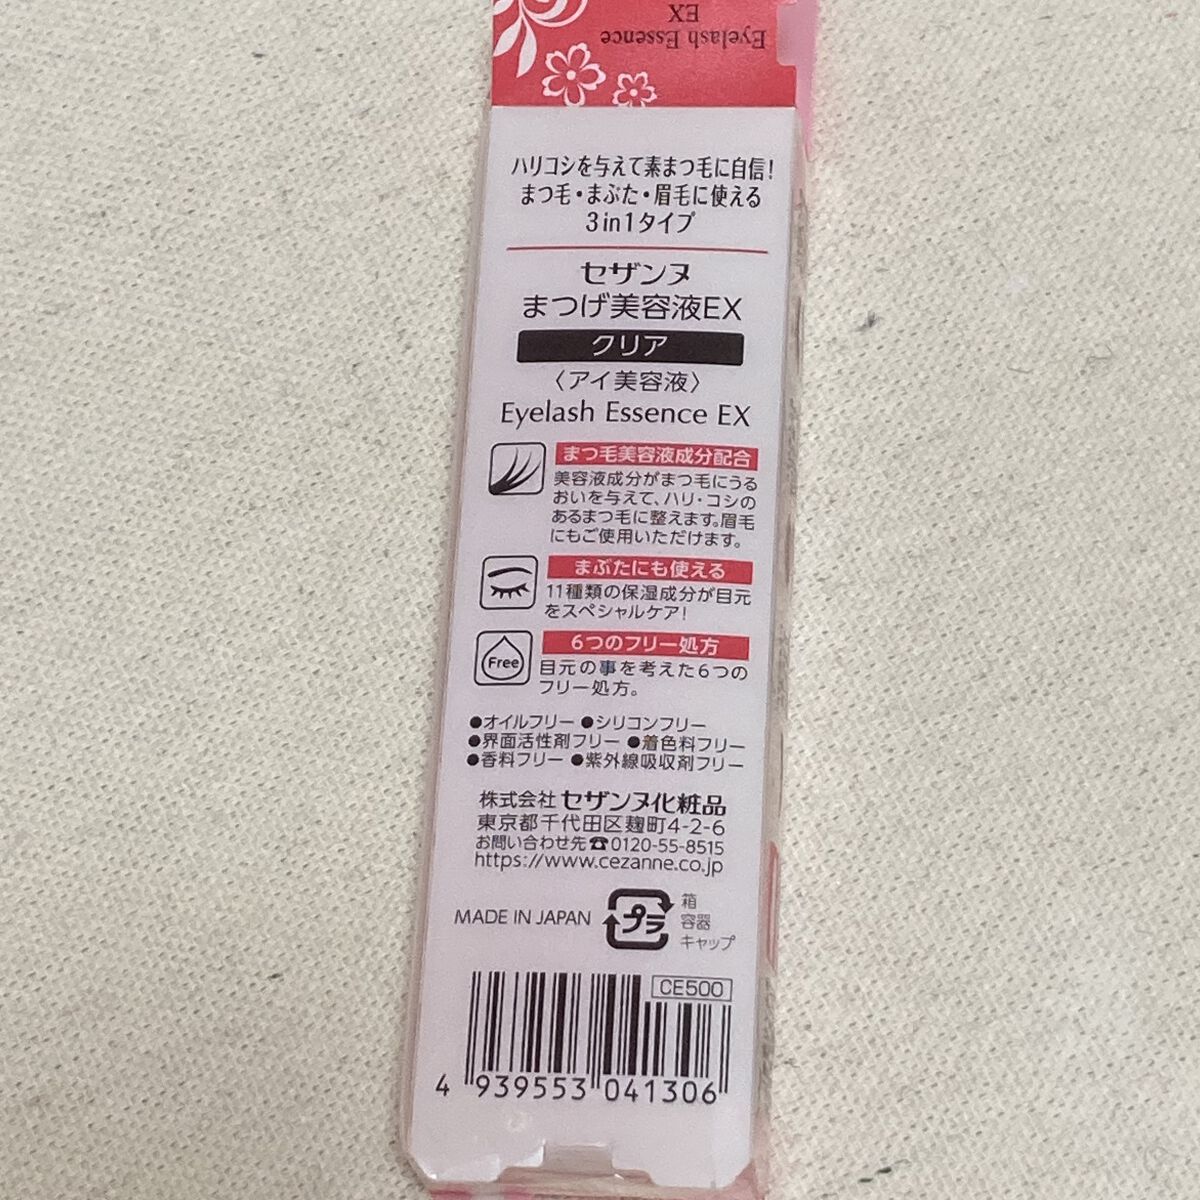 Eyelash Essence
EX
ハリコシを与えて素まつ毛に自信!
まつ毛・まぶた・眉毛に使える
3in1タイプ
セザンヌ
まつげ美容液EX
クリア
〈アイ美容液〉
Eyelash Essence EX
まつ毛美容液成分配合
美容液成分がまつ毛にうる
おいを与えて、ハリ・コシの
あるまつ毛に整えます。眉毛
にもご使用いただけます。
まぶたにも使える
11種類の保湿成分が目元
をスペシャルケア!
Free
6つのフリー処方
目元の事を考えた6つの
フリー処方。
●オイルフリー ●シリコンフリー
●界面活性剤フリー ●着色料フリー
●香料フリー ●紫外線吸収剤フリー
株式会社 セザンヌ化粧品
東京都千代田区麹町4-2-6
お問い合わせ先☎0120-55-8515
https://www.cezanne.co.jp
MADE IN JAPAN
プラ
箱
容器
キャップ
CE500
4 939553 041306